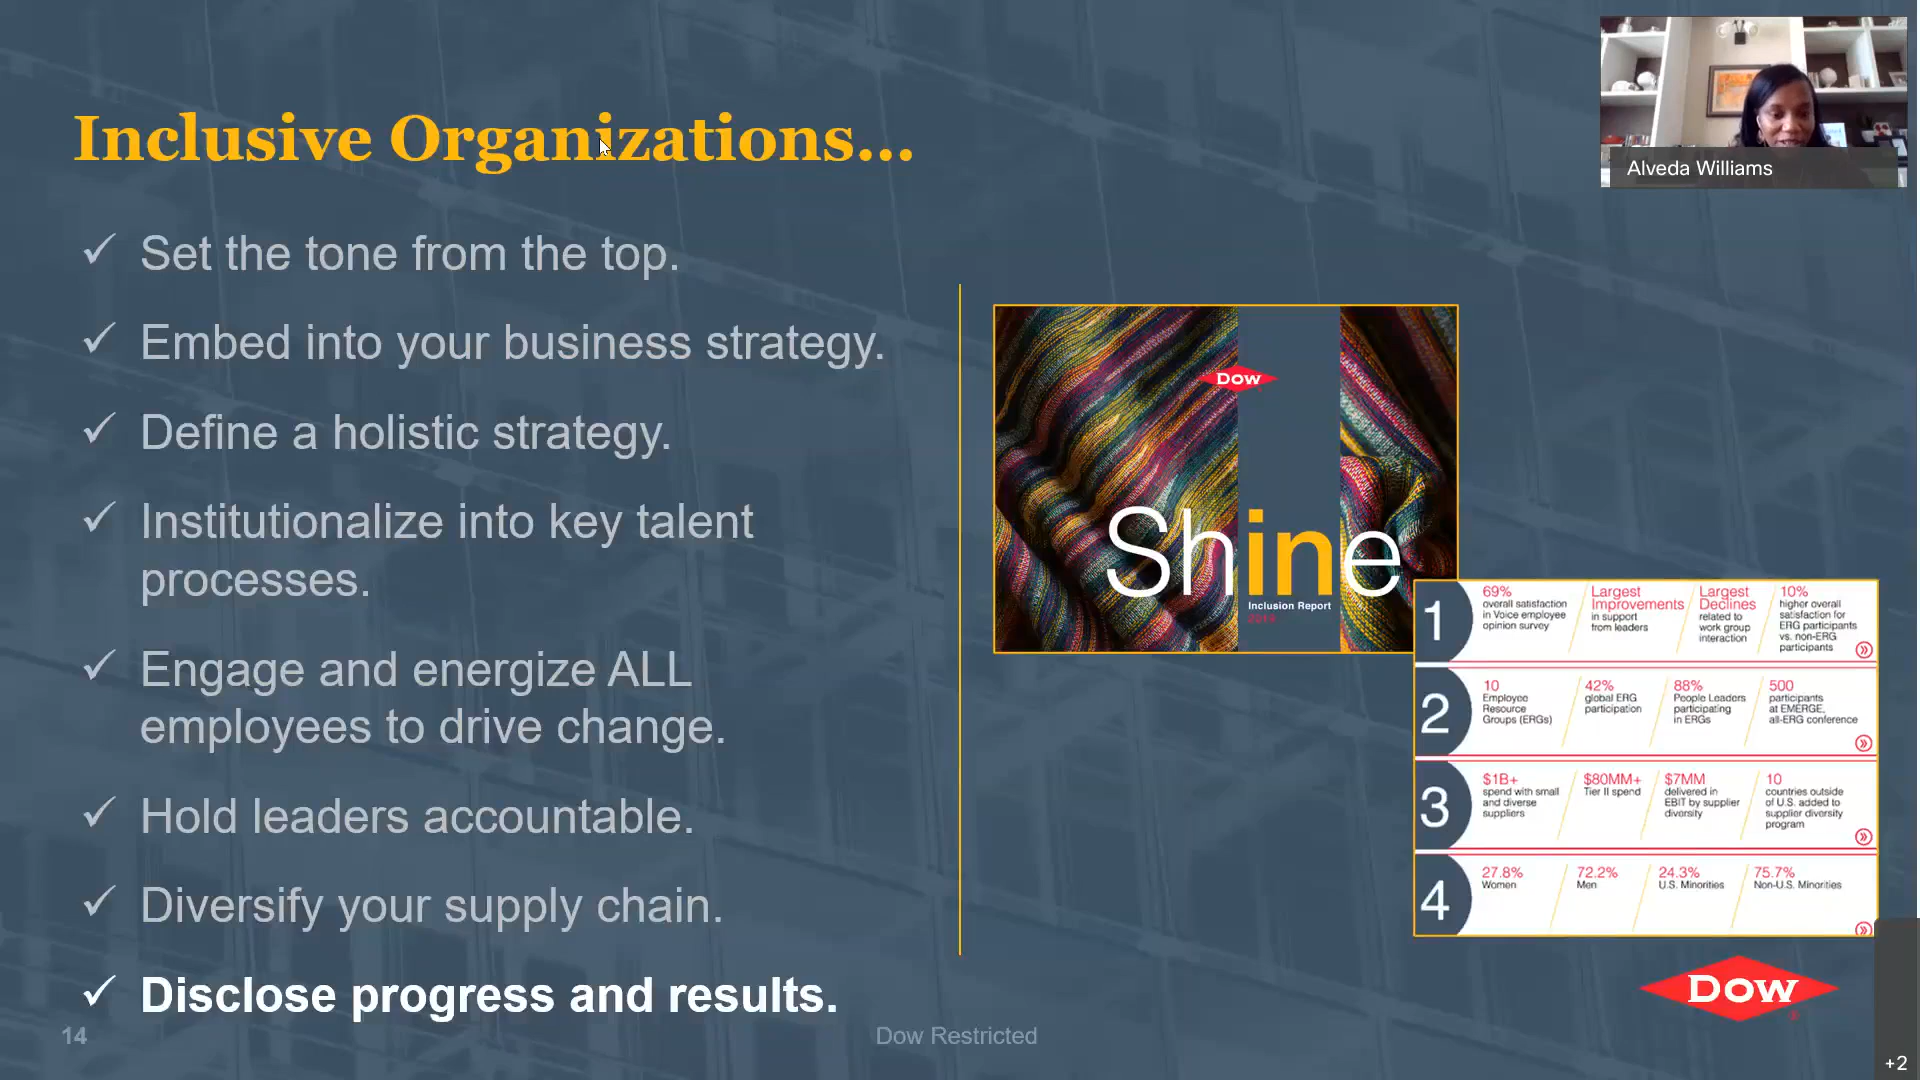 Inclusive Organizations...
✓ Set the tone from the top.
✓ Embed into your business strategy.
✓ Define a holistic strategy.
✓ Institutionalize into key talent
processes.
✓ Engage and energize ALL
employees to drive change.
✓ Hold leaders accountable.
✓ Diversify your supply chain.
✓ Disclose progress and results.
14
Dow Restricted
Alveda Williams
Dow
Shine
Inclusion Report
1
69%
overall satisfaction
in Voice employee
opinion survey
Largest
Improvements
in support
from leaders
Largest
Declines
related to
work group
interaction
10%
higher overall
satisfaction for
ERG participants
vs. non-ERG
participants
2
10
Employee
Resource
Groups (ERGs)
42%
global ERG
participation
88%
People Leaders
participating
in ERGs
500
participants
at EMERGE,
all-ERG conference
3
$1B+
spend with small
and diverse
suppliers
$80MM+
Tier II spend
$7MM
delivered in
EBIT by supplier
diversity
10
countries outside
of U.S. added to
supplier diversity
program
4
27.8%
Women
72.2%
Men
24.3%
U.S. Minorities
75.7%
Non-U.S. Minorities
Dow
+2